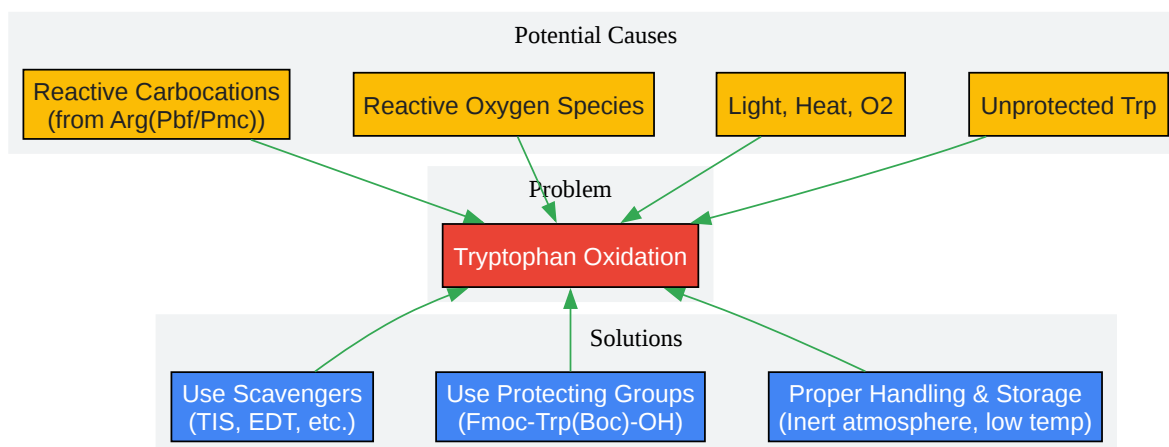 Potential Causes
Reactive Carbocations
(from Arg(Pbf/Pmc))
Reactive Oxygen Species
Light, Heat, O2
Unprotected Trp
Problem
Tryptophan Oxidation
Solutions
Use Scavengers
(TIS, EDT, etc.)
Use Protecting Groups
(Fmoc-Trp(Boc)-OH)
Proper Handling & Storage
(Inert atmosphere, low temp)